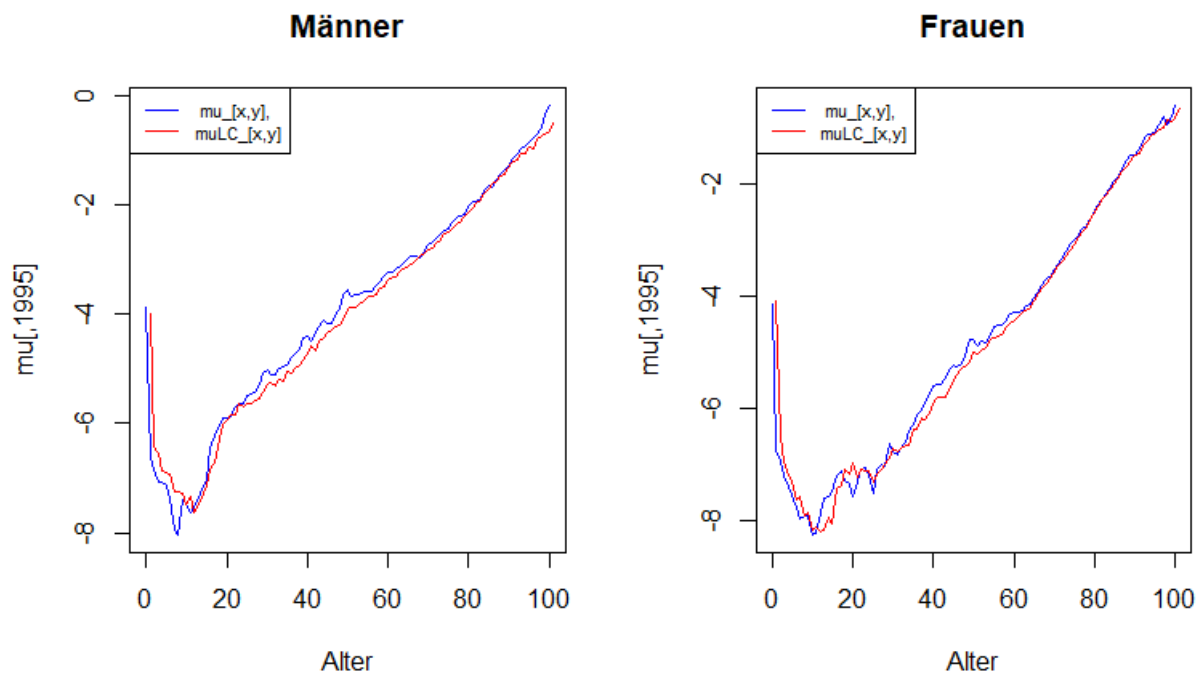 Männer
mu_[x,y],
muLC_[x,y]
0
-2
-4
-6
-8
mu[,1995]
0 20 40 60 80 100
Alter
Frauen
mu_[x,y],
muLC_[x,y]
-2
-4
-6
-8
mu[,1995]
0 20 40 60 80 100
Alter